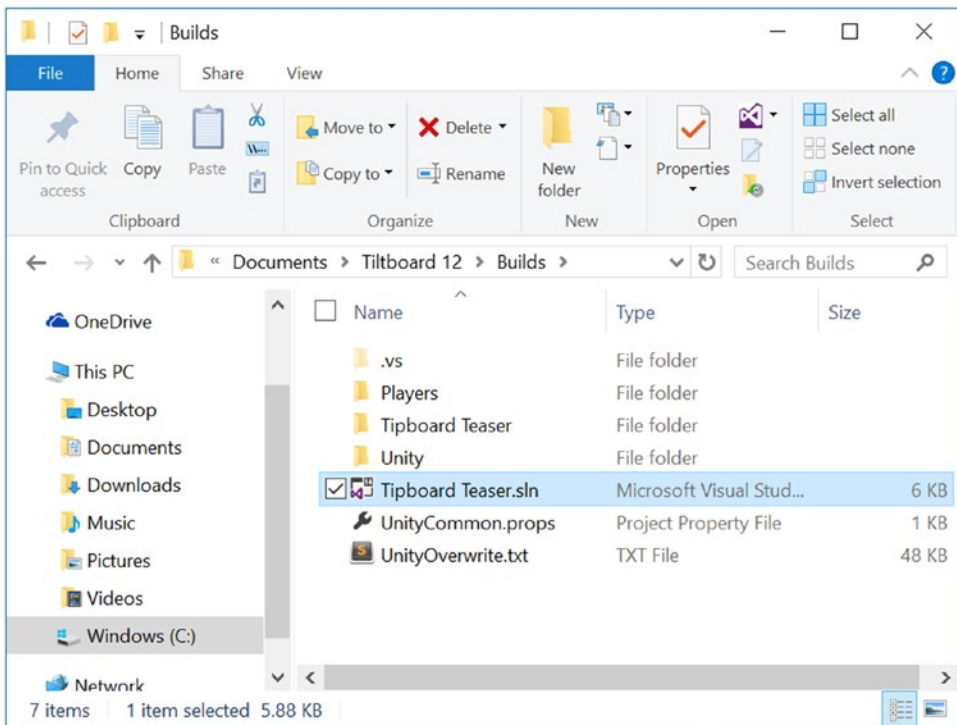 Builds
File Home Share View
Pin to Quick access
Copy
Paste
W...
Move to
Copy to
Delete
Rename
New folder
Properties
Select all
Select none
Invert selection
Clipboard Organize New Open Select
« Documents > Tiltboard 12 > Builds >
Search Builds
OneDrive
This PC
Desktop
Documents
Downloads
Music
Pictures
Videos
Windows (C:)
Network
Name Type Size
.vs File folder
Players File folder
Tipboard Teaser File folder
Unity File folder
Tipboard Teaser.sln Microsoft Visual Stud... 6 KB
UnityCommon.props Project Property File 1 KB
UnityOverwrite.txt TXT File 48 KB
7 items 1 item selected 5.88 KB